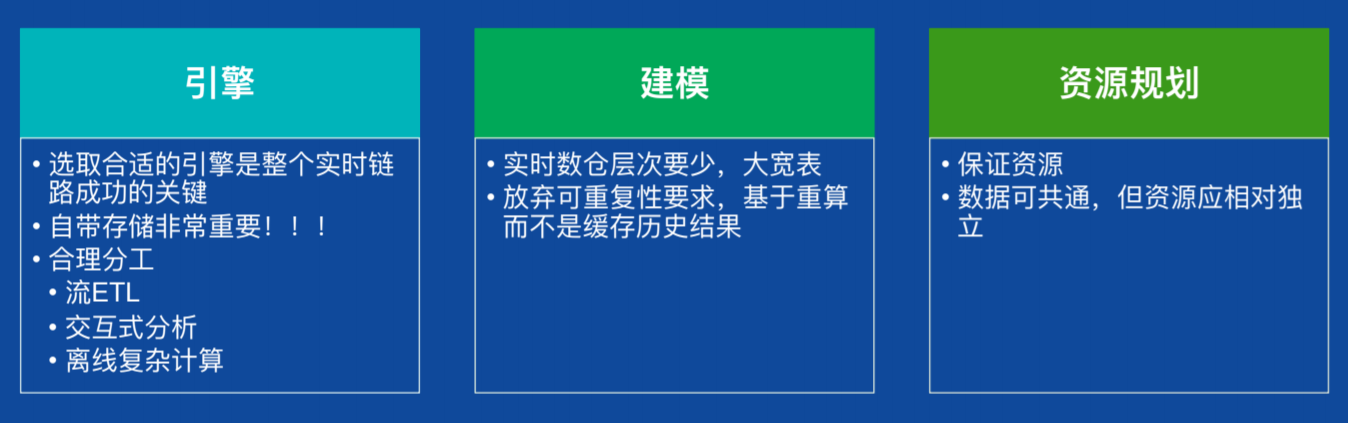 引擎
• 选取合适的引擎是整个实时链
路成功的关键
• 自带存储非常重要！！！
• 合理分工
• 流ETL
• 交互式分析
• 离线复杂计算
建模
• 实时数仓层次要少，大宽表
• 放弃可重复性要求，基于重算
而不是缓存历史结果
资源规划
• 保证资源
• 数据可共通，但资源应相对独
立